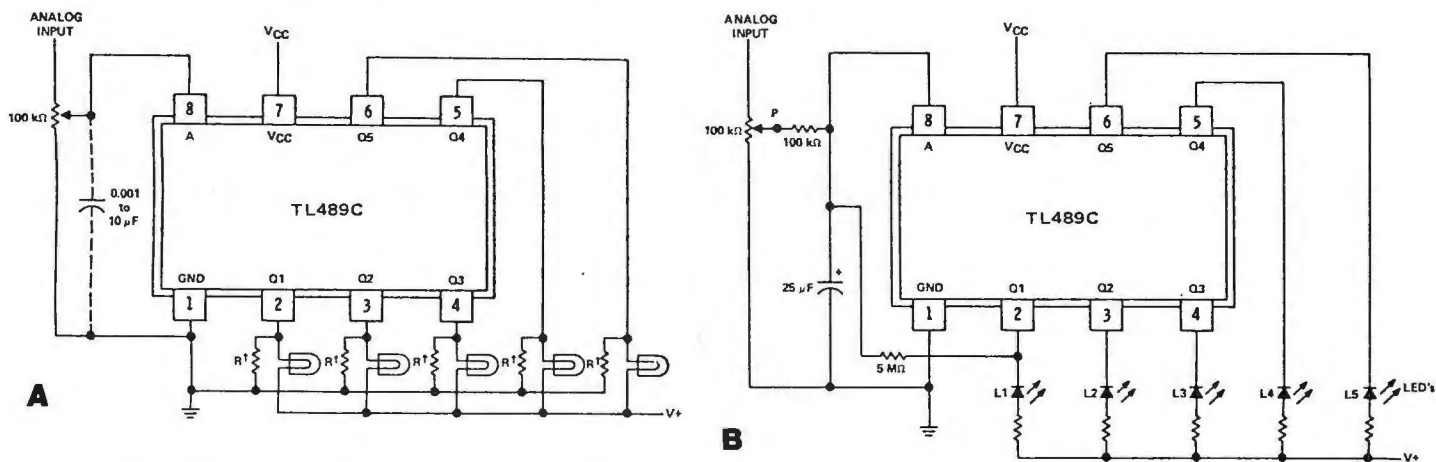 ANALOG
INPUT
VCC
8
7
6
5
100 kΩ
A
VCC
Q5
Q4
0.001
to
10 µF
TL489C
GND
Q1
Q2
Q3
1
2
3
4
R†
R†
R†
R†
R†
V+
A
ANALOG
INPUT
VCC
8
7
6
5
100 kΩ
P
100 kΩ
A
VCC
Q5
Q4
TL489C
25 µF
+
GND
Q1
Q2
Q3
1
2
3
4
5 MΩ
L1
L2
L3
L4
L5
LED's
V+
B